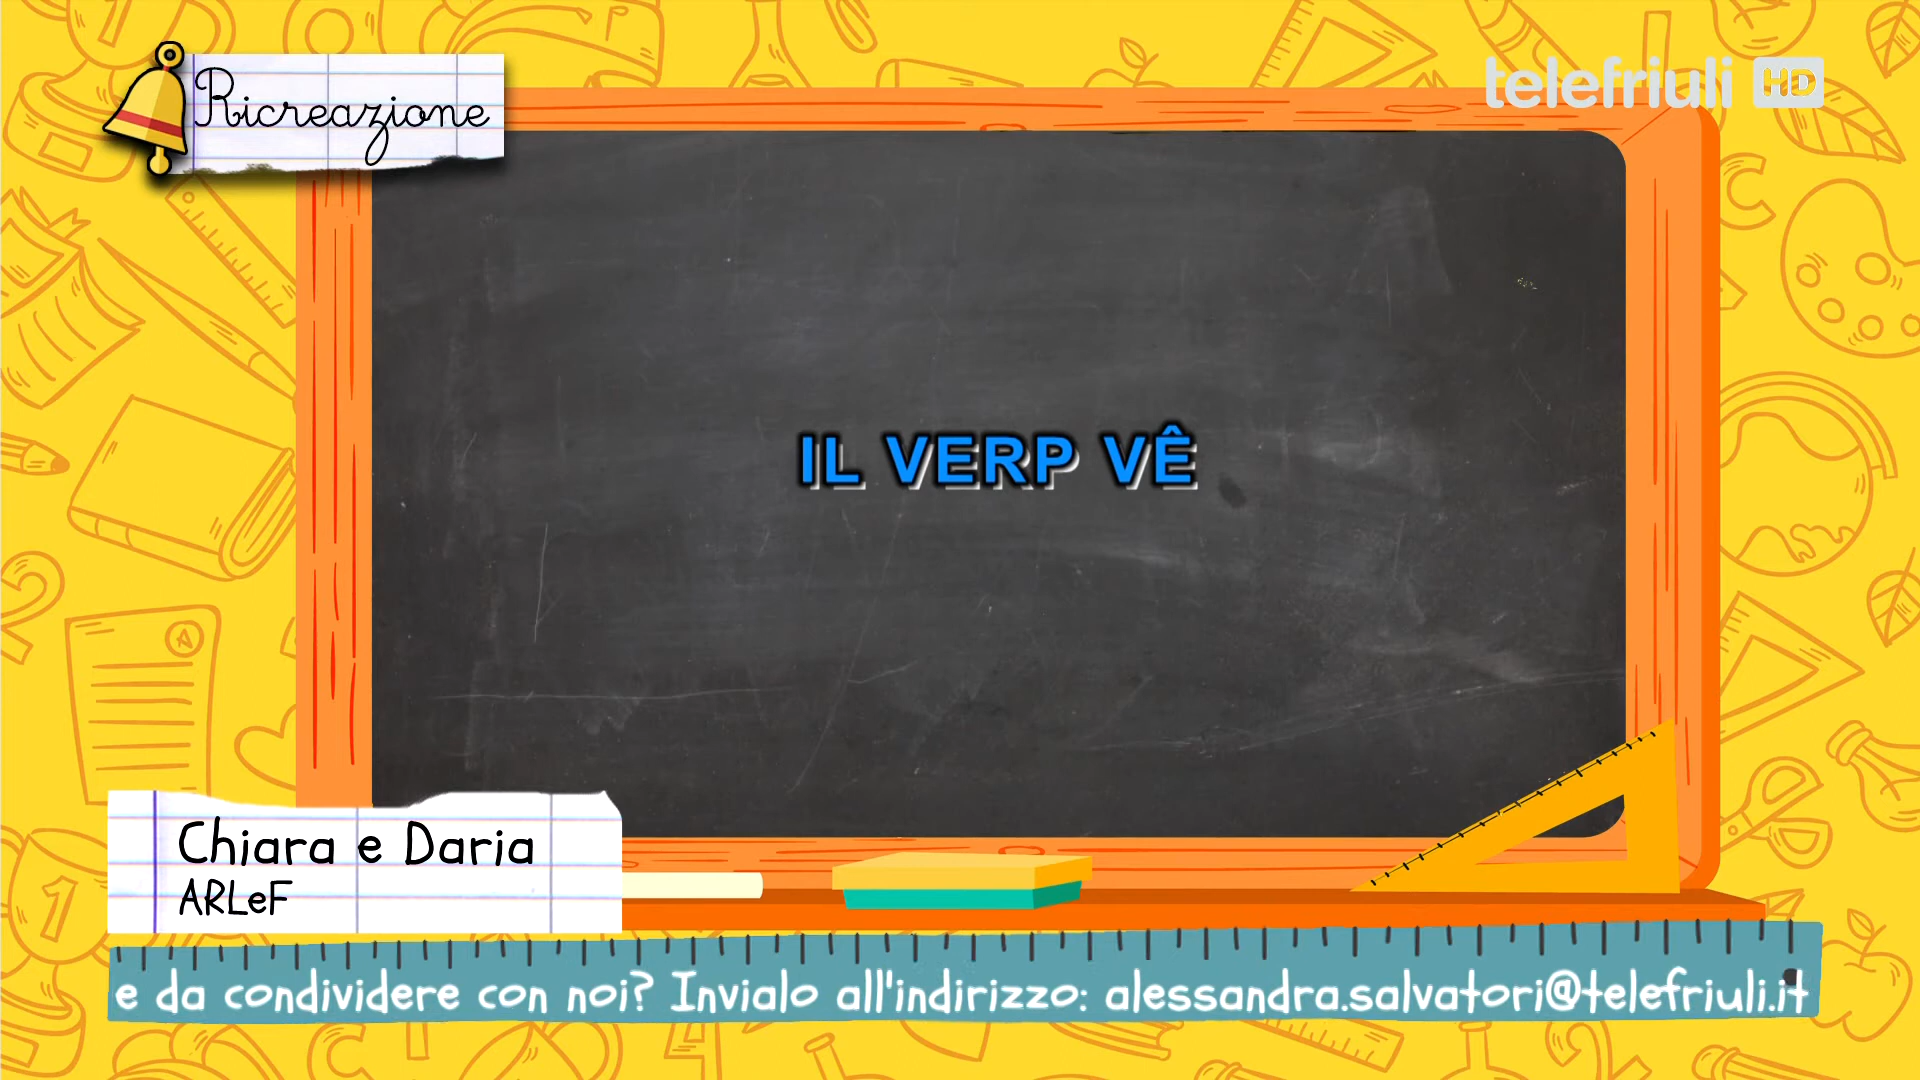 Ricreazione
telefriuli HD
IL VERP VÊ
Chiara e Daria
ARLeF
e da condividere con noi? Invialo all'indirizzo: alessandra.salvatori@telefriuli.it